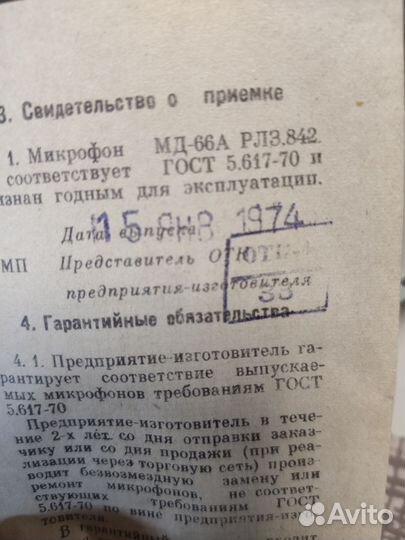 3. Свидетельство о приемке
1. Микрофон МД-66А РЛЗ.842.
соответствует ГОСТ 5.617-70 и
изнан годным для эксплуатации.
15 ЯНВ 1974
Дата выпуска
МП Представитель ОТК
ОТК
33
предприятия-изготовителя
4. Гарантийные обязательства
4. 1. Предприятие-изготовитель га-
рантирует соответствие выпускае-
мых микрофонов требованиям ГОСТ
5.617-70
Предприятие-изготовитель в тече-
ние 2-х лет со дня отправки заказ-
чику или со дня продажи (при реа-
лизации через торговую сеть) произ-
водит безвозмездную замену или
ремонт микрофонов, не соответ-
ствующих требованиям ГОСТ
5.617-70 по вине предприятия-изго-
товителя.
В гарантийный
Avito